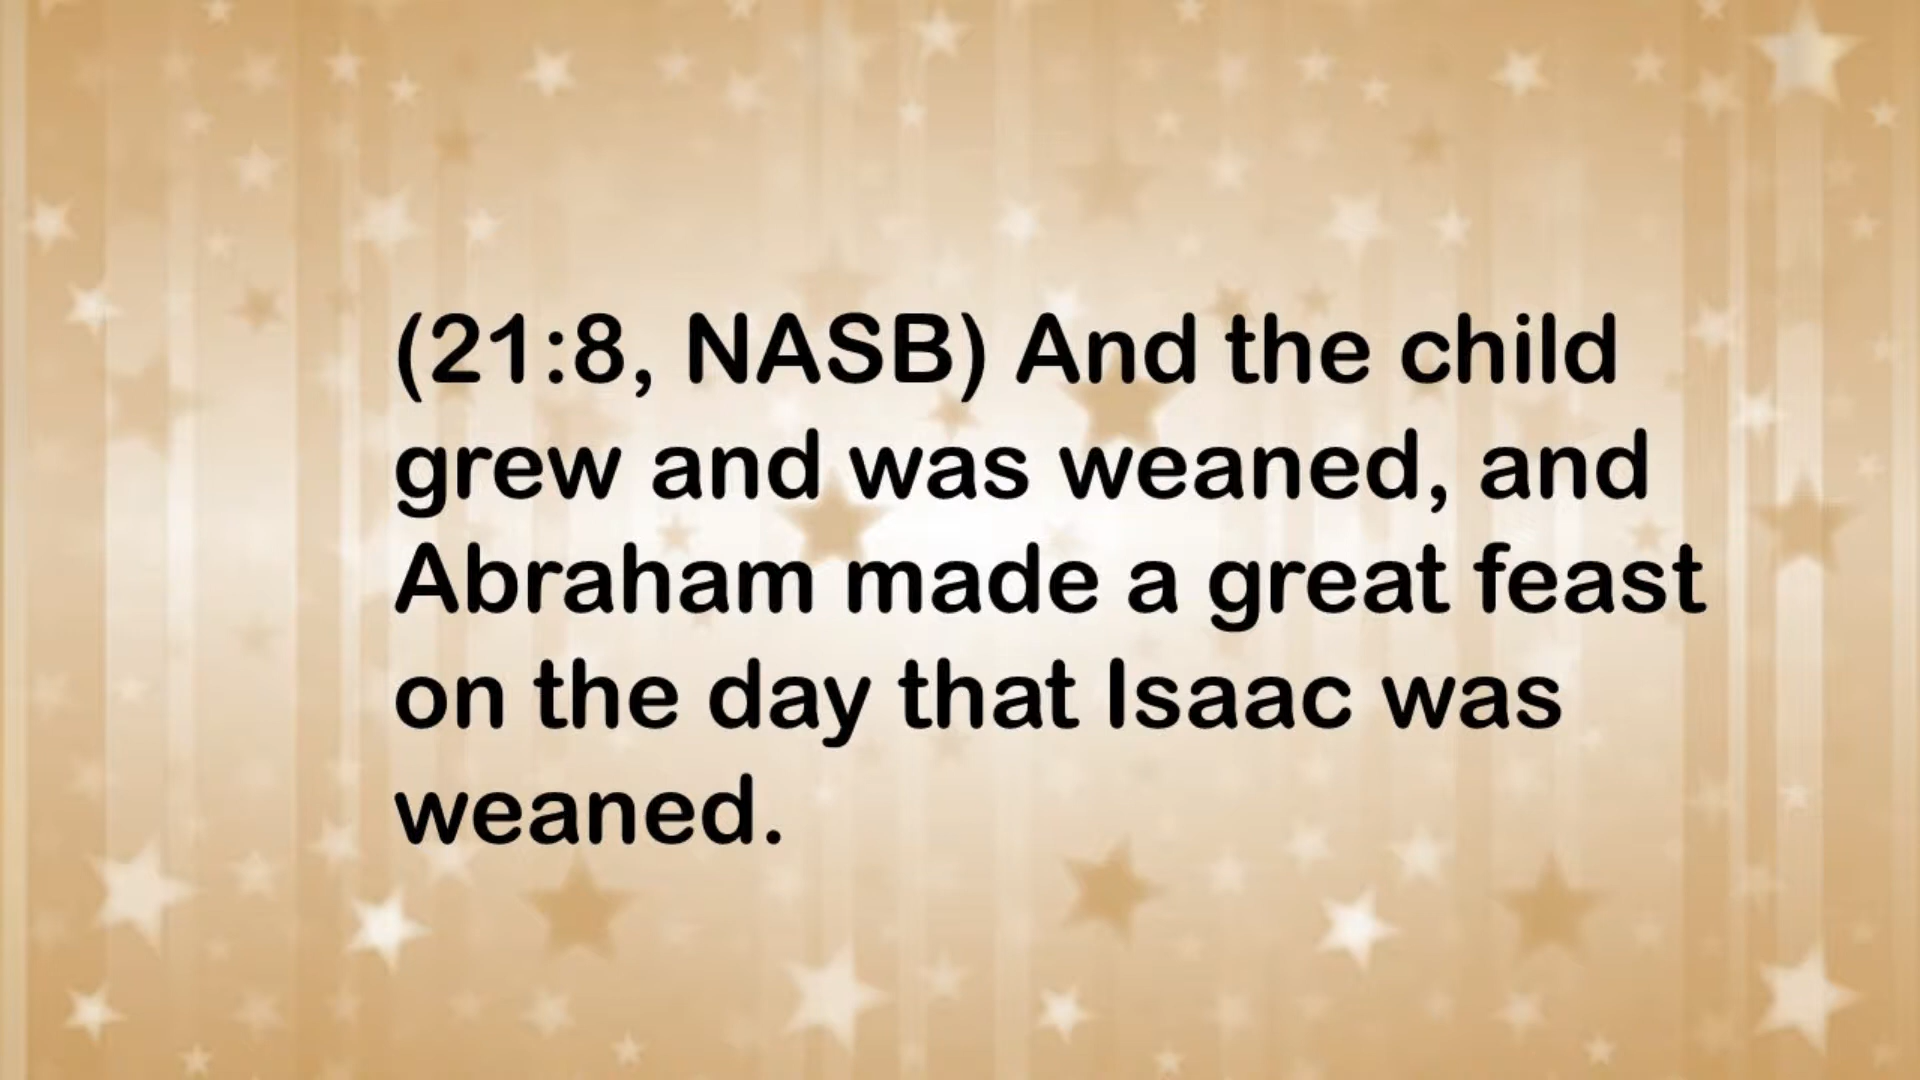 (21:8, NASB) And the child
grew and was weaned, and
Abraham made a great feast
on the day that Isaac was
weaned.